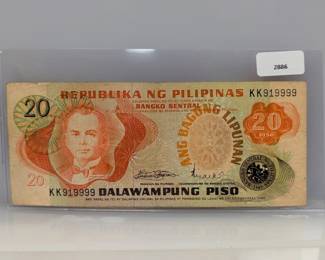 2886
REPUBLIKA NG PILIPINAS
BANGKO SENTRAL
KK919999
20
ANG BAGONG LIPUNAN
20
PISO
20
KK919999
DALAWAMPUNG PISO